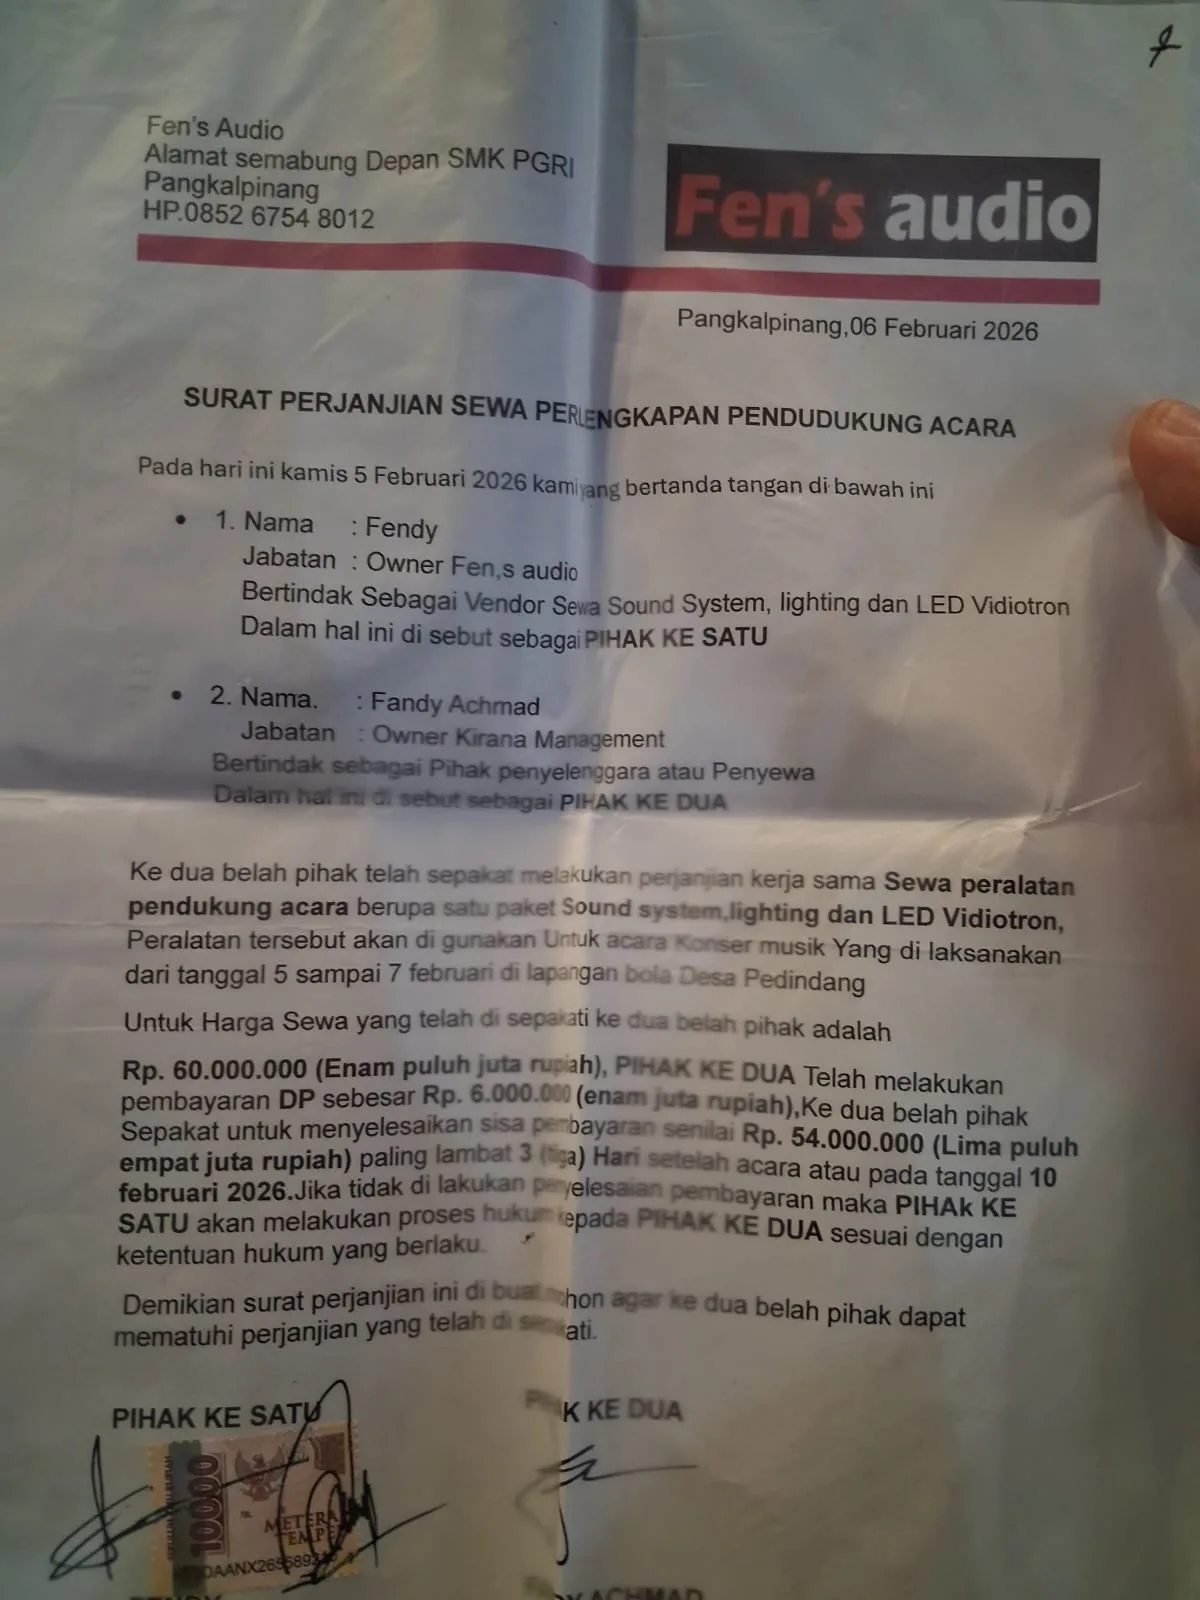 Fen's Audio
Alamat semabung Depan SMK PGRI
Pangkalpinang
HP.0852 6754 8012
Fen's audio
Pangkalpinang,06 Februari 2026
SURAT PERJANJIAN SEWA PERLENGKAPAN PENDUDUKUNG ACARA
Pada hari ini kamis 5 Februari 2026 kami yang bertanda tangan di bawah ini
• 1. Nama : Fendy
Jabatan : Owner Fen,s audio
Bertindak Sebagai Vendor Sewa Sound System, lighting dan LED Vidiotron
Dalam hal ini di sebut sebagai PIHAK KE SATU
• 2. Nama. : Fandy Achmad
Jabatan : Owner Kirana Management
Bertindak sebagai Pihak penyelenggara atau Penyewa
Dalam hal ini di sebut sebagai PIHAK KE DUA
Ke dua belah pihak telah sepakat melakukan perjanjian kerja sama Sewa peralatan
pendukung acara berupa satu paket Sound system,lighting dan LED Vidiotron,
Peralatan tersebut akan di gunakan Untuk acara Konser musik Yang di laksanakan
dari tanggal 5 sampai 7 februari di lapangan bola Desa Pedindang
Untuk Harga Sewa yang telah di sepakati ke dua belah pihak adalah
Rp. 60.000.000 (Enam puluh juta rupiah), PIHAK KE DUA Telah melakukan
pembayaran DP sebesar Rp. 6.000.000 (enam juta rupiah),Ke dua belah pihak
Sepakat untuk menyelesaikan sisa pembayaran senilai Rp. 54.000.000 (Lima puluh
empat juta rupiah) paling lambat 3 (tiga) Hari setelah acara atau pada tanggal 10
februari 2026.Jika tidak di lakukan penyelesaian pembayaran maka PIHAk KE
SATU akan melakukan proses hukum kepada PIHAK KE DUA sesuai dengan
ketentuan hukum yang berlaku.
Demikian surat perjanjian ini di buat mohon agar ke dua belah pihak dapat
mematuhi perjanjian yang telah di sepakati.
PIHAK KE SATU PIHAK KE DUA
10000
METERAI
TEMPEL
ACHMAD